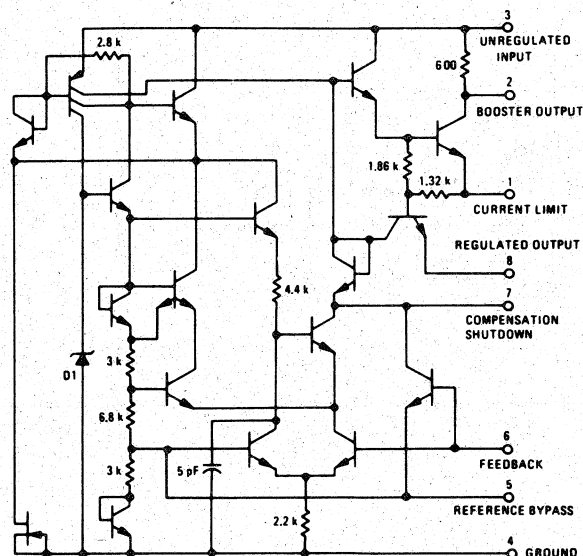 3
UNREGULATED
INPUT
2.8 k
600
2
BOOSTER OUTPUT
1.86 k
1.32 k
1
CURRENT LIMIT
REGULATED OUTPUT
8
4.4 k
7
COMPENSATION
SHUTDOWN
3 k
D1
6.8 k
6
FEEDBACK
3 k
5 pF
5
REFERENCE BYPASS
2.2 k
4
GROUND